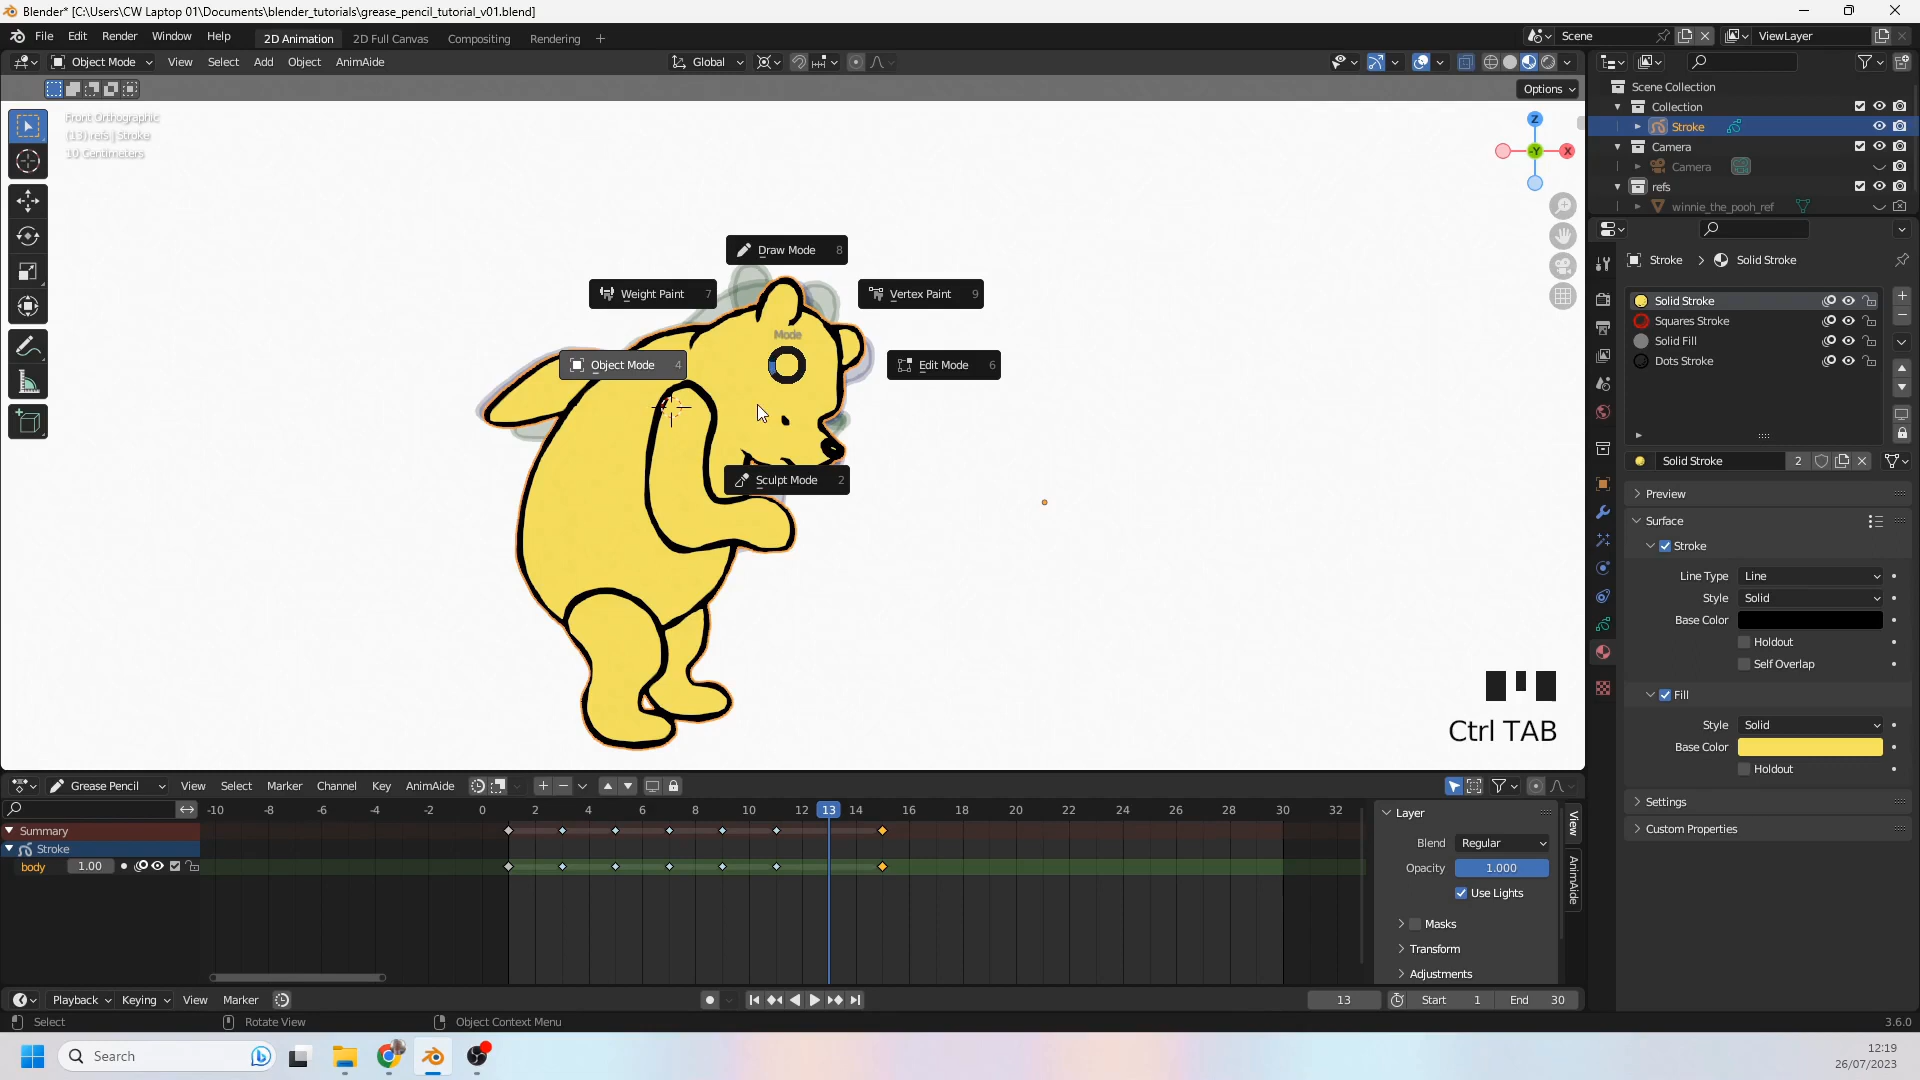 Blender* [C:\Users\CW Laptop 01\Documents\blender_tutorials\grease_pencil_tutorial_v01.blend]
File Edit Render Window Help 2D Animation 2D Full Canvas Compositing Rendering + Scene ViewLayer
Object Mode View Select Add Object AnimAide Global
Options
Front Orthographic
(13) refs | Stroke
10 Centimeters
Z
-Y
X
Draw Mode 8
Weight Paint 7
Vertex Paint 9
Mode
Object Mode 4
Edit Mode 6
Sculpt Mode 2
Ctrl TAB
Scene Collection
Collection
Stroke
Camera
Camera
refs
winnie_the_pooh_ref
Stroke > Solid Stroke
Solid Stroke
Squares Stroke
Solid Fill
Dots Stroke
Solid Stroke 2
Preview
Surface
Stroke
Line Type Line
Style Solid
Base Color
Holdout
Self Overlap
Fill
Style Solid
Base Color
Holdout
Settings
Custom Properties
Grease Pencil View Select Marker Channel Key AnimAide
-10 -8 -6 -4 -2 0 2 4 6 8 10 12 13 14 16 18 20 22 24 26 28 30 32
Summary
Stroke
body 1.00
Layer
Blend Regular
Opacity 1.000
Use Lights
Masks
Transform
Adjustments
View
AnimAide
Playback Keying View Marker 13 Start 1 End 30
Select Rotate View Object Context Menu 3.6.0
Search
12:19
26/07/2023